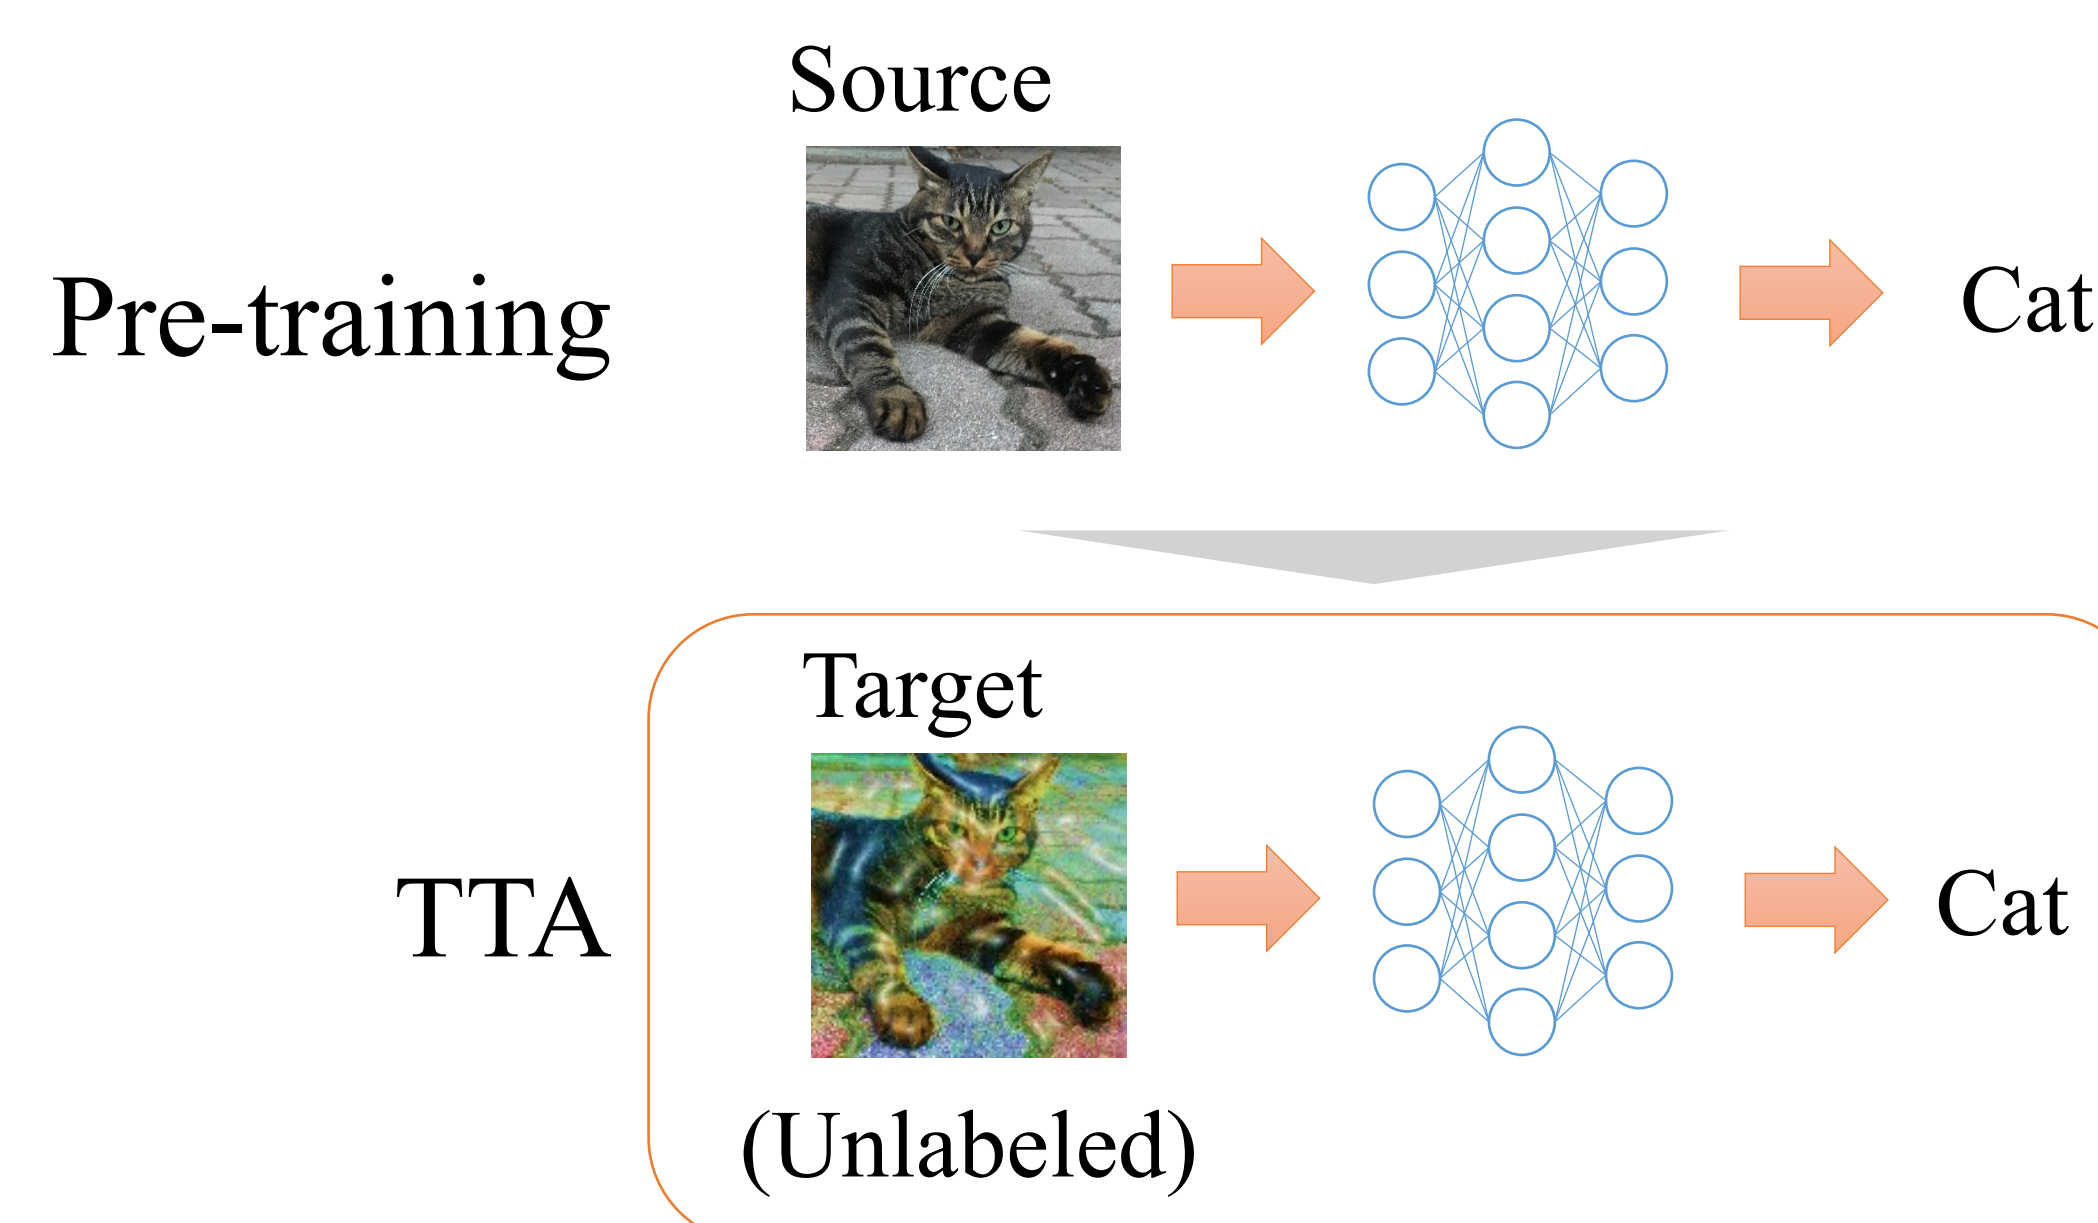 Source
Pre-training
Cat
Target
TTA
Cat
(Unlabeled)